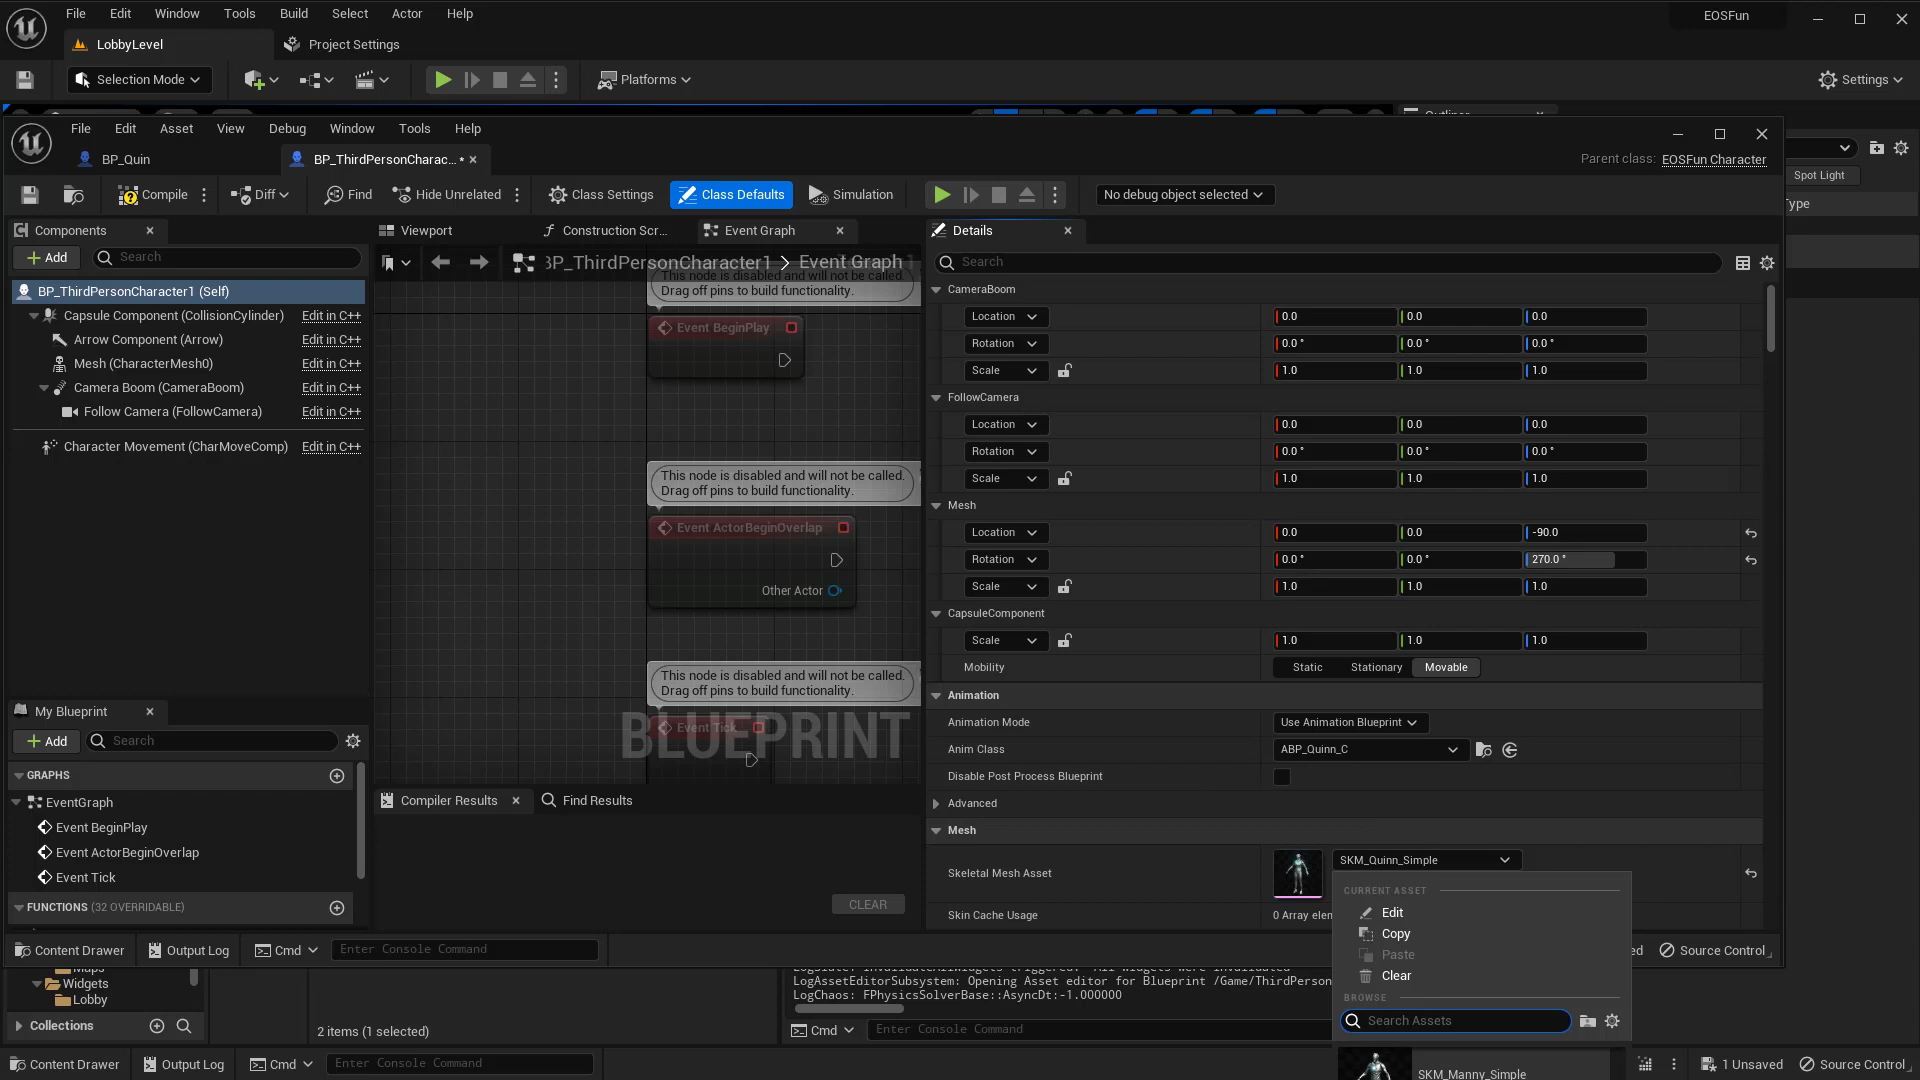 File Edit Window Tools Build Select Actor Help
EOSFun
LobbyLevel
Project Settings
Selection Mode
Platforms
Settings
File Edit Asset View Debug Window Tools Help
BP_Quin
BP_ThirdPersonCharac... *
Parent class: EOSFun Character
Spot Light
Compile
Diff
Find
Hide Unrelated
Class Settings
Class Defaults
Simulation
No debug object selected
Components
Add
Search
BP_ThirdPersonCharacter1 (Self)
Capsule Component (CollisionCylinder) Edit in C++
Arrow Component (Arrow) Edit in C++
Mesh (CharacterMesh0) Edit in C++
Camera Boom (CameraBoom) Edit in C++
Follow Camera (FollowCamera) Edit in C++
Character Movement (CharMoveComp) Edit in C++
My Blueprint
Add
Search
GRAPHS
EventGraph
Event BeginPlay
Event ActorBeginOverlap
Event Tick
FUNCTIONS (32 OVERRIDABLE)
Viewport
Construction Scr...
Event Graph
BP_ThirdPersonCharacter1 > Event Graph
This node is disabled and will not be called.
Drag off pins to build functionality.
Event BeginPlay
This node is disabled and will not be called.
Drag off pins to build functionality.
Event ActorBeginOverlap
Other Actor
This node is disabled and will not be called.
Drag off pins to build functionality.
Event Tick
BLUEPRINT
Compiler Results
Find Results
CLEAR
Details
Search
CameraBoom
Location 0.0 0.0 0.0
Rotation 0.0 ° 0.0 ° 0.0 °
Scale 1.0 1.0 1.0
FollowCamera
Location 0.0 0.0 0.0
Rotation 0.0 ° 0.0 ° 0.0 °
Scale 1.0 1.0 1.0
Mesh
Location 0.0 0.0 -90.0
Rotation 0.0 ° 0.0 ° 270.0 °
Scale 1.0 1.0 1.0
CapsuleComponent
Scale 1.0 1.0 1.0
Mobility Static Stationary Movable
Animation
Animation Mode Use Animation Blueprint
Anim Class ABP_Quinn_C
Disable Post Process Blueprint
Advanced
Mesh
Skeletal Mesh Asset SKM_Quinn_Simple
Skin Cache Usage 0 Array elem
CURRENT ASSET
Edit
Copy
Paste
Clear
BROWSE
Search Assets
SKM_Manny_Simple
Content Drawer
Output Log
Cmd
Enter Console Command
Source Control
Maps
Widgets
Lobby
Collections
2 items (1 selected)
LogAssetEditorSubsystem: Opening Asset editor for Blueprint /Game/ThirdPerson
LogChaos: FPhysicsSolverBase::AsyncDt:-1.000000
Cmd
Enter Console Command
Content Drawer
Output Log
Cmd
Enter Console Command
1 Unsaved
Source Control